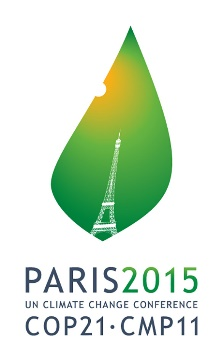 PARIS2015
UN CLIMATE CHANGE CONFERENCE
COP21·CMP11